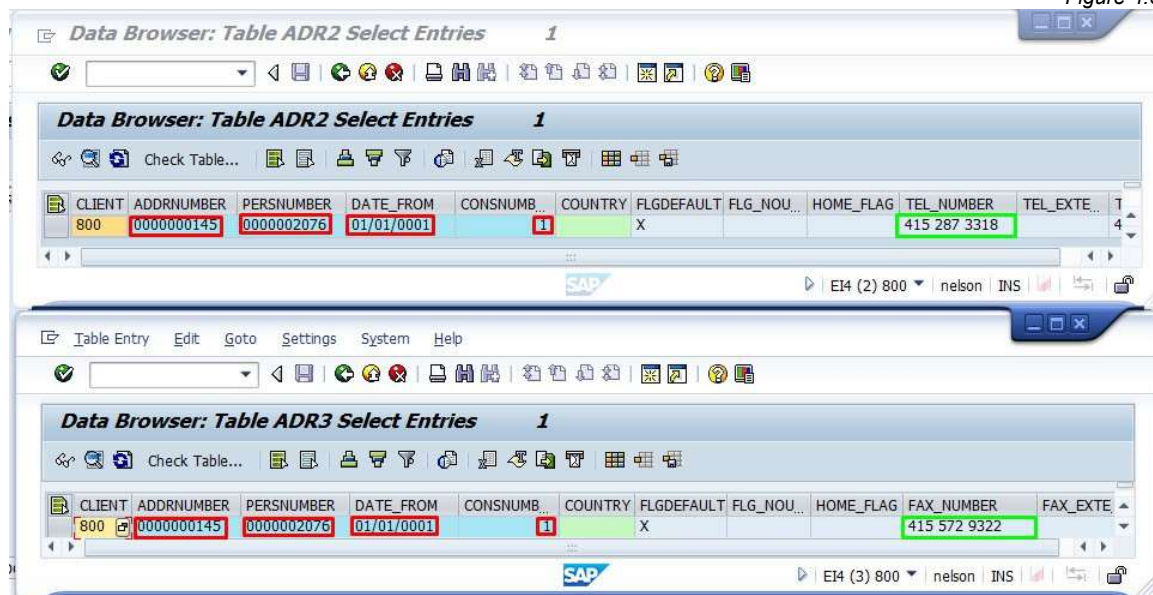 Data Browser: Table ADR2 Select Entries 1
Data Browser: Table ADR2 Select Entries 1
Check Table...
CLIENT ADDRNUMBER PERSNUMBER DATE_FROM CONSNUMB... COUNTRY FLGDEFAULT FLG_NOU... HOME_FLAG TEL_NUMBER TEL_EXTE... T
800 0000000145 0000002076 01/01/0001 1 X 415 287 3318 4
SAP EI4 (2) 800 nelson INS
Table Entry Edit Goto Settings System Help
Data Browser: Table ADR3 Select Entries 1
Check Table...
CLIENT ADDRNUMBER PERSNUMBER DATE_FROM CONSNUMB... COUNTRY FLGDEFAULT FLG_NOU... HOME_FLAG FAX_NUMBER FAX_EXTE
800 0000000145 0000002076 01/01/0001 1 X 415 572 9322
SAP EI4 (3) 800 nelson INS